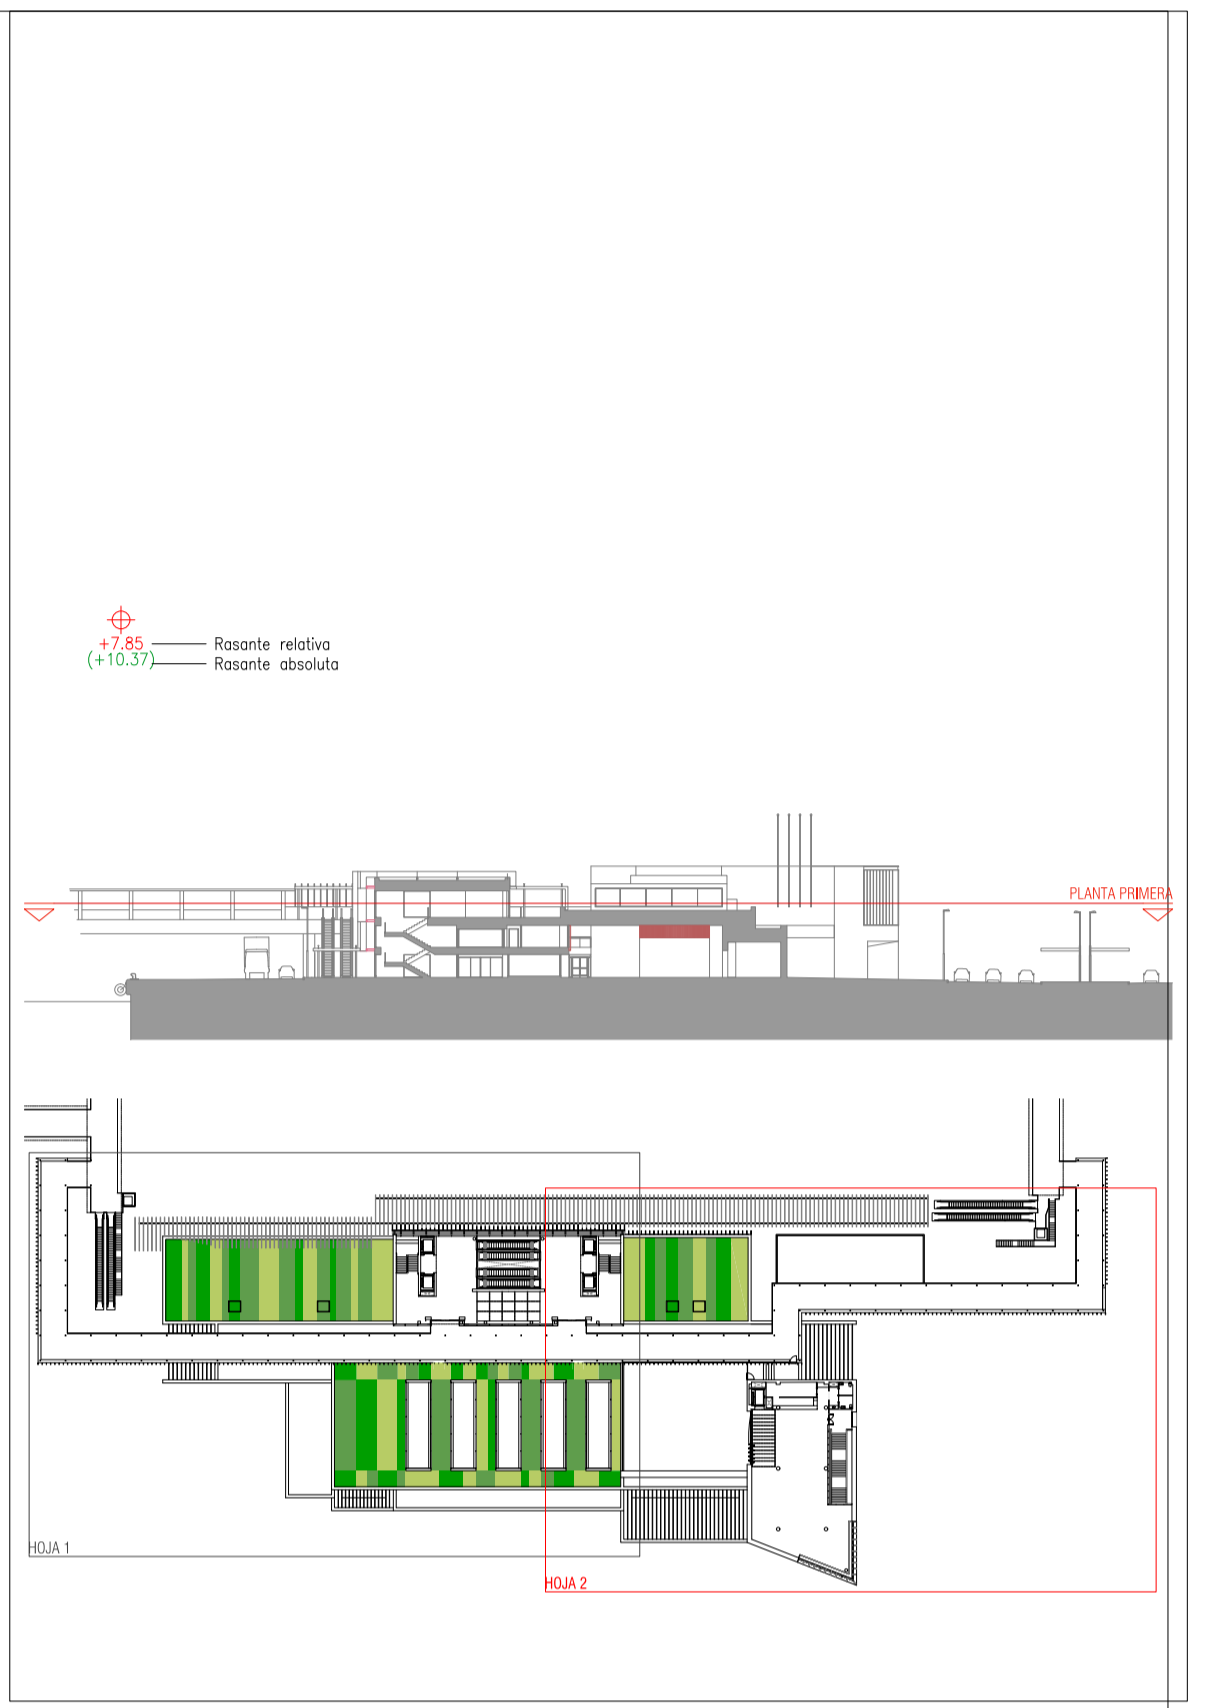 +7.85 Rasante relativa
(+10.37) Rasante absoluta
PLANTA PRIMERA
HOJA 1
HOJA 2